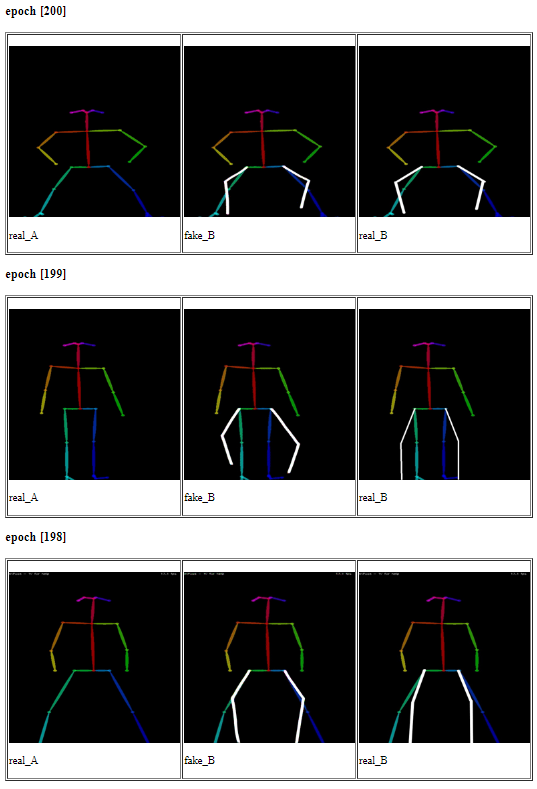 epoch [200]
real_A fake_B real_B
epoch [199]
real_A fake_B real_B
epoch [198]
real_A fake_B real_B